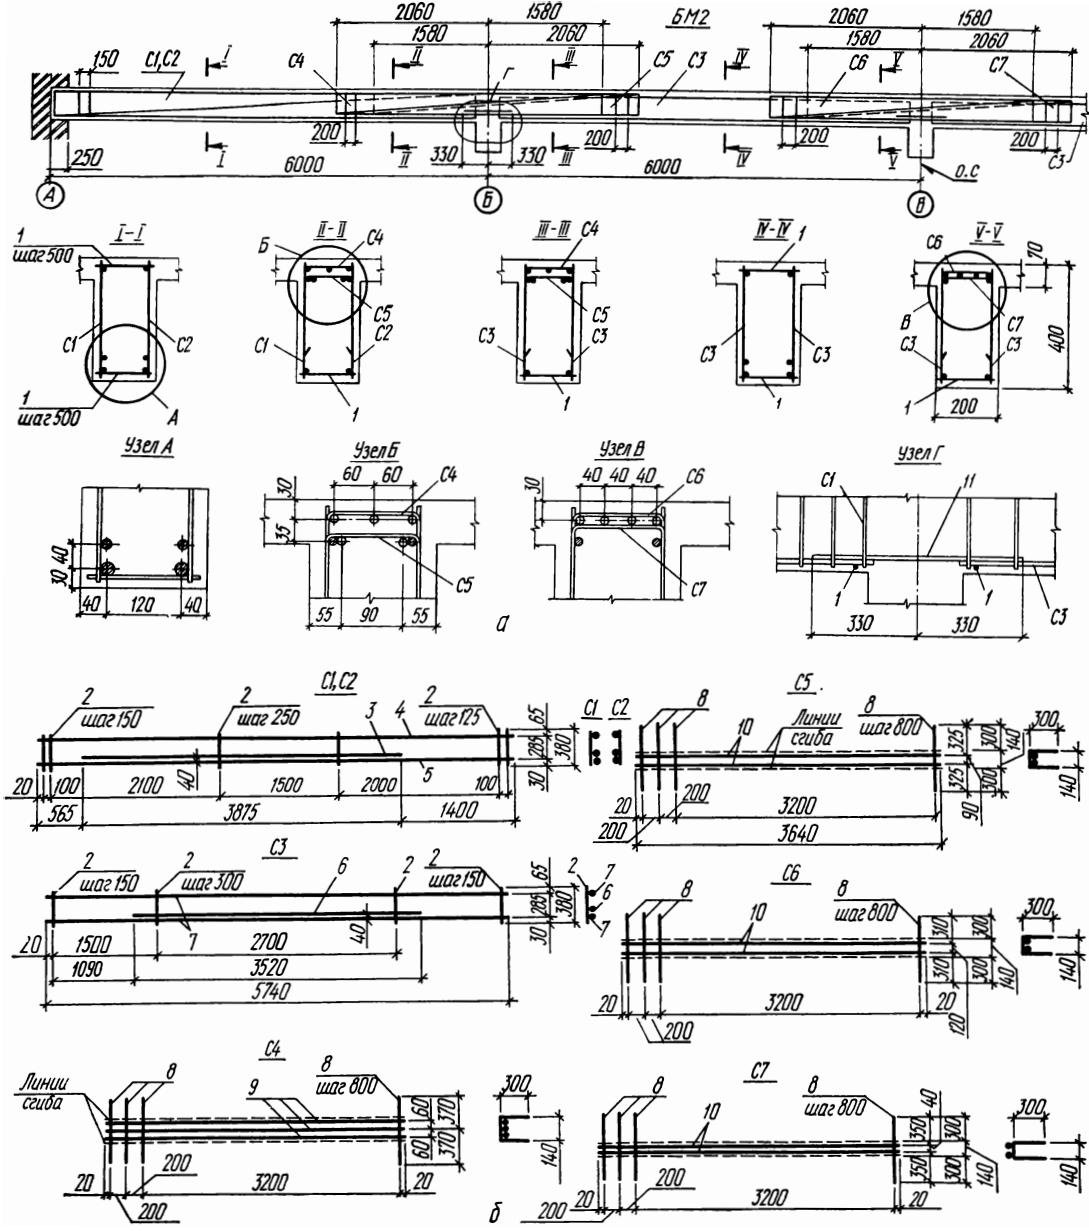 2060 1580 БМ2 2060 1580
1580 2060 1580 2060
150 С1,С2 I С4 II III Г С5 С3 IV С6 V С7
200 330 330 200 200 200
I II III IV V
250 6000 6000 О.С С3
А Б В
1 I-I II-II III-III IV-IV V-V
шаг 500 Б С4 С4 1 С6 70
С5 С5 С7
С1 С2 С1 С2 С3 С3 С3 С3 В С3 С3 400
1 А 1 1 1 1 200
шаг 500
Узел А Узел Б Узел В Узел Г
30 60 60 С4 30 40 40 40 С6 С1 11
35 С5 С7
40 30 1 1 С3
40 120 40 55 90 55 330 330
а
С1,С2 С5
2 2 3 4 2 С1 С2 8 10 Линии 8
шаг 150 шаг 250 шаг 125 65 сгиба шаг 800 300
285 380 325 300 140
40 5 30 325 300 140
20 100 2100 1500 2000 100 20 200 3200 90
565 3875 1400 200 3640
С3 С6
2 2 6 2 2 65 2 7 8 8
шаг 150 шаг 300 шаг 150 6 10 шаг 800 300
285 380 7 310 300
7 40 30 310 300 140 140
20 1500 2700 20 3200 20 120
1090 3520 200
5740
С4 С7
Линии 8 8 300 8 8 40
сгиба 9 шаг 800 60 370 10 шаг 800 350 300 300
60 370 140 350 300 140 140
20 200 3200 20 20 200 3200 20
200 б 200